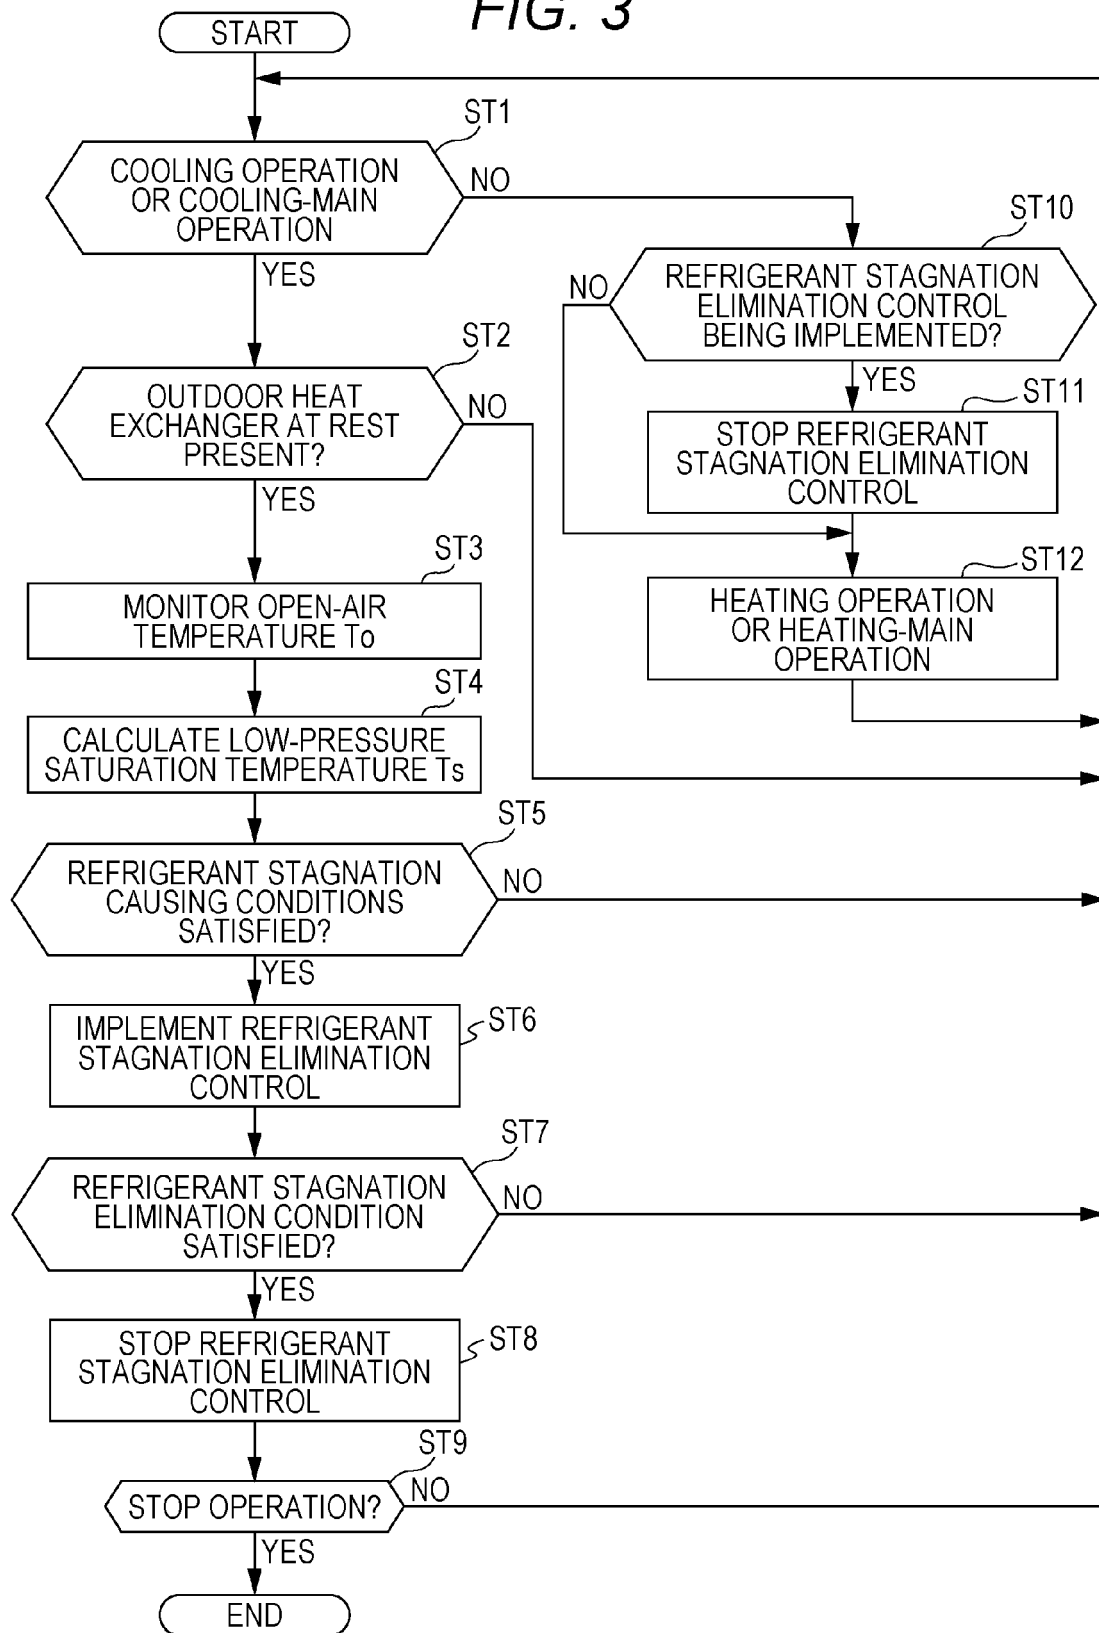 FIG. 3
START
ST1
COOLING OPERATION
OR COOLING-MAIN
OPERATION
NO
YES
ST10
REFRIGERANT STAGNATION
ELIMINATION CONTROL
BEING IMPLEMENTED?
NO
YES
ST2
OUTDOOR HEAT
EXCHANGER AT REST
PRESENT?
NO
YES
ST11
STOP REFRIGERANT
STAGNATION ELIMINATION
CONTROL
ST3
MONITOR OPEN-AIR
TEMPERATURE To
ST12
HEATING OPERATION
OR HEATING-MAIN
OPERATION
ST4
CALCULATE LOW-PRESSURE
SATURATION TEMPERATURE Ts
ST5
REFRIGERANT STAGNATION
CAUSING CONDITIONS
SATISFIED?
NO
YES
ST6
IMPLEMENT REFRIGERANT
STAGNATION ELIMINATION
CONTROL
ST7
REFRIGERANT STAGNATION
ELIMINATION CONDITION
SATISFIED?
NO
YES
ST8
STOP REFRIGERANT
STAGNATION ELIMINATION
CONTROL
ST9
STOP OPERATION?
NO
YES
END